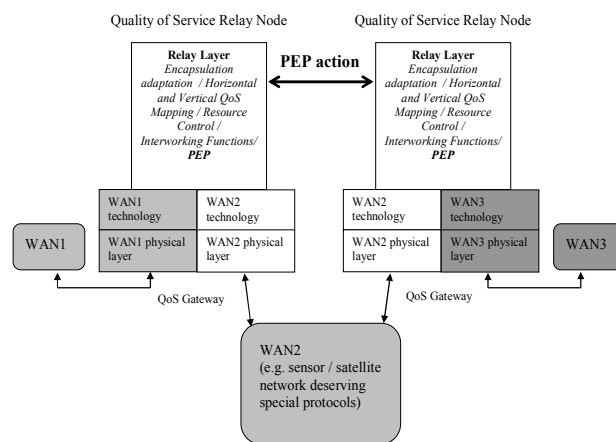 Quality of Service Relay Node
Quality of Service Relay Node
Relay Layer
Encapsulation
adaptation / Horizontal
and Vertical QoS
Mapping / Resource
Control /
Interworking Functions/
PEP
PEP action
Relay Layer
Encapsulation
adaptation / Horizontal
and Vertical QoS
Mapping / Resource
Control /
Interworking Functions/
PEP
WAN1
technology
WAN2
technology
WAN1 physical
layer
WAN2 physical
layer
WAN2
technology
WAN3
technology
WAN2 physical
layer
WAN3 physical
layer
WAN1
WAN3
QoS Gateway
QoS Gateway
WAN2
(e.g. sensor / satellite
network deserving
special protocols)